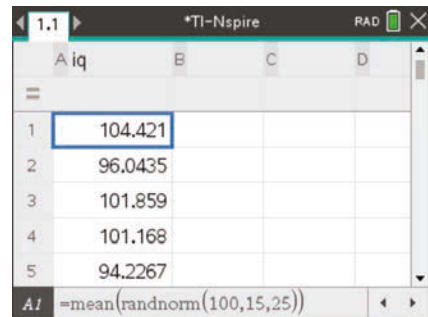 1.1 *TI-Nspire RAD
A iq B C D
=
1 104.421
2 96.0435
3 101.859
4 101.168
5 94.2267
A1 =mean(randnorm(100,15,25))